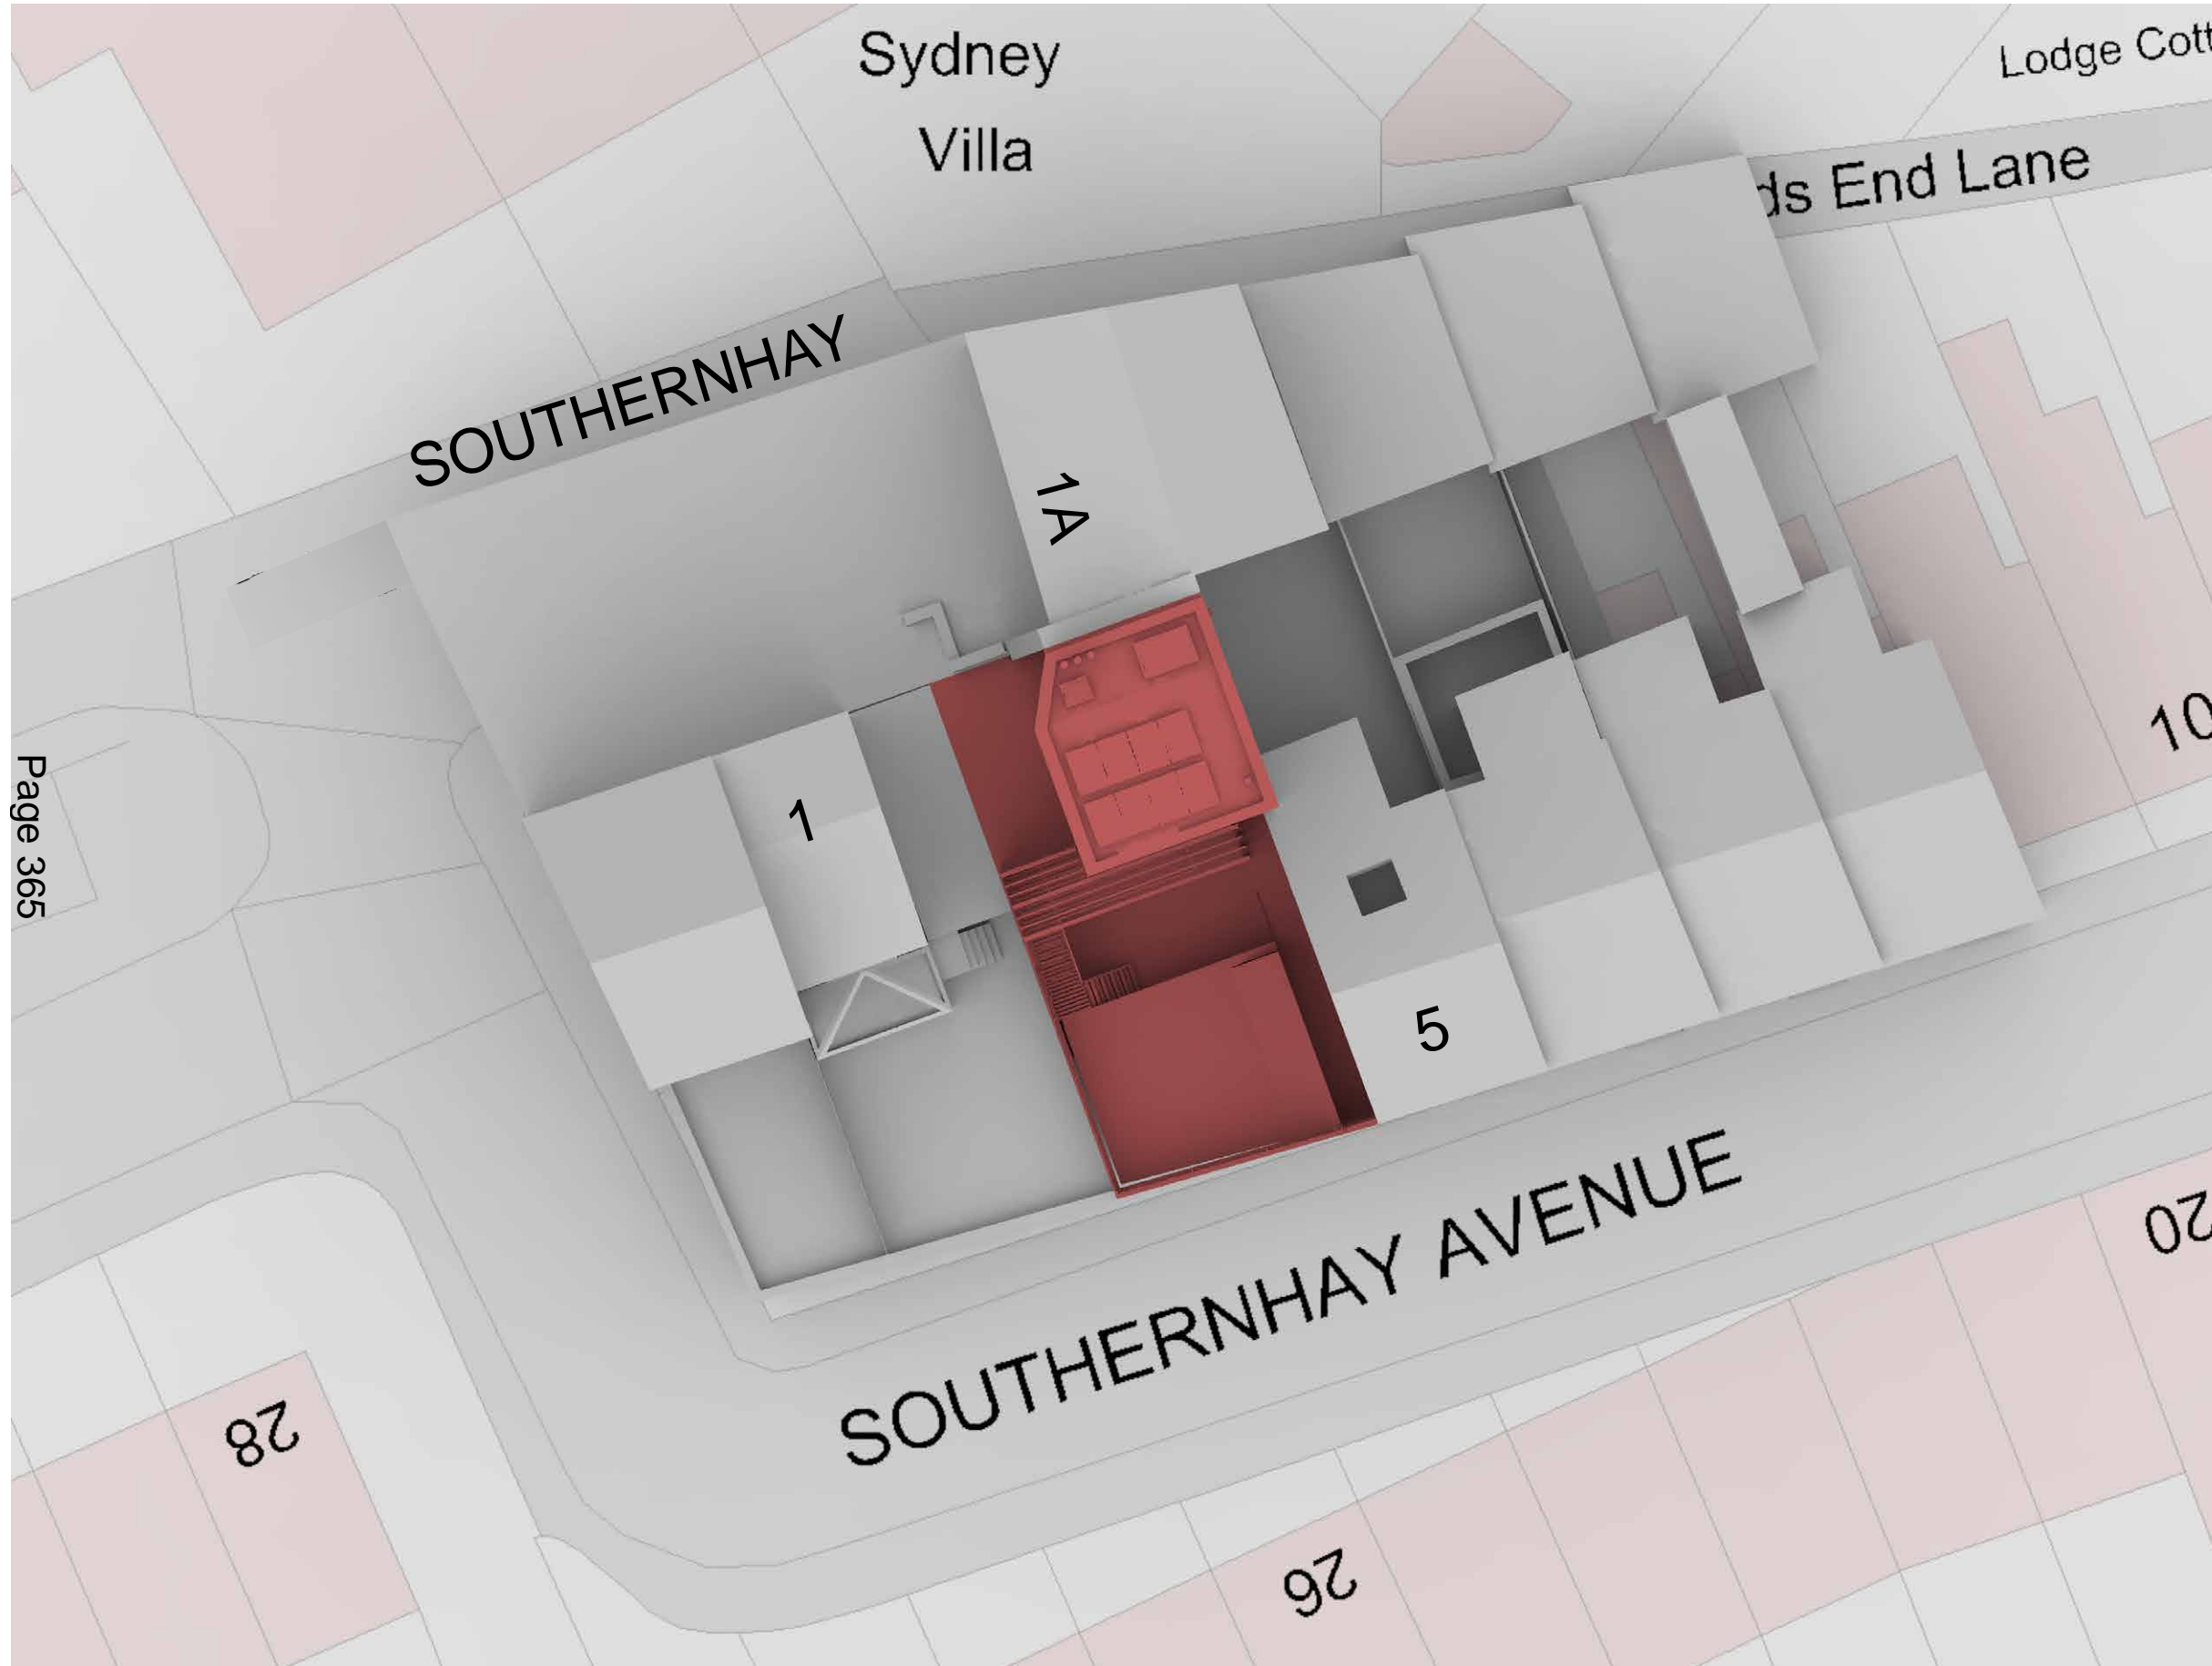 Sydney
Villa
Lodge Cott
ds End Lane
SOUTHERNHAY
1A
1
10
Page 365
5
SOUTHERNHAY AVENUE
20
28
26